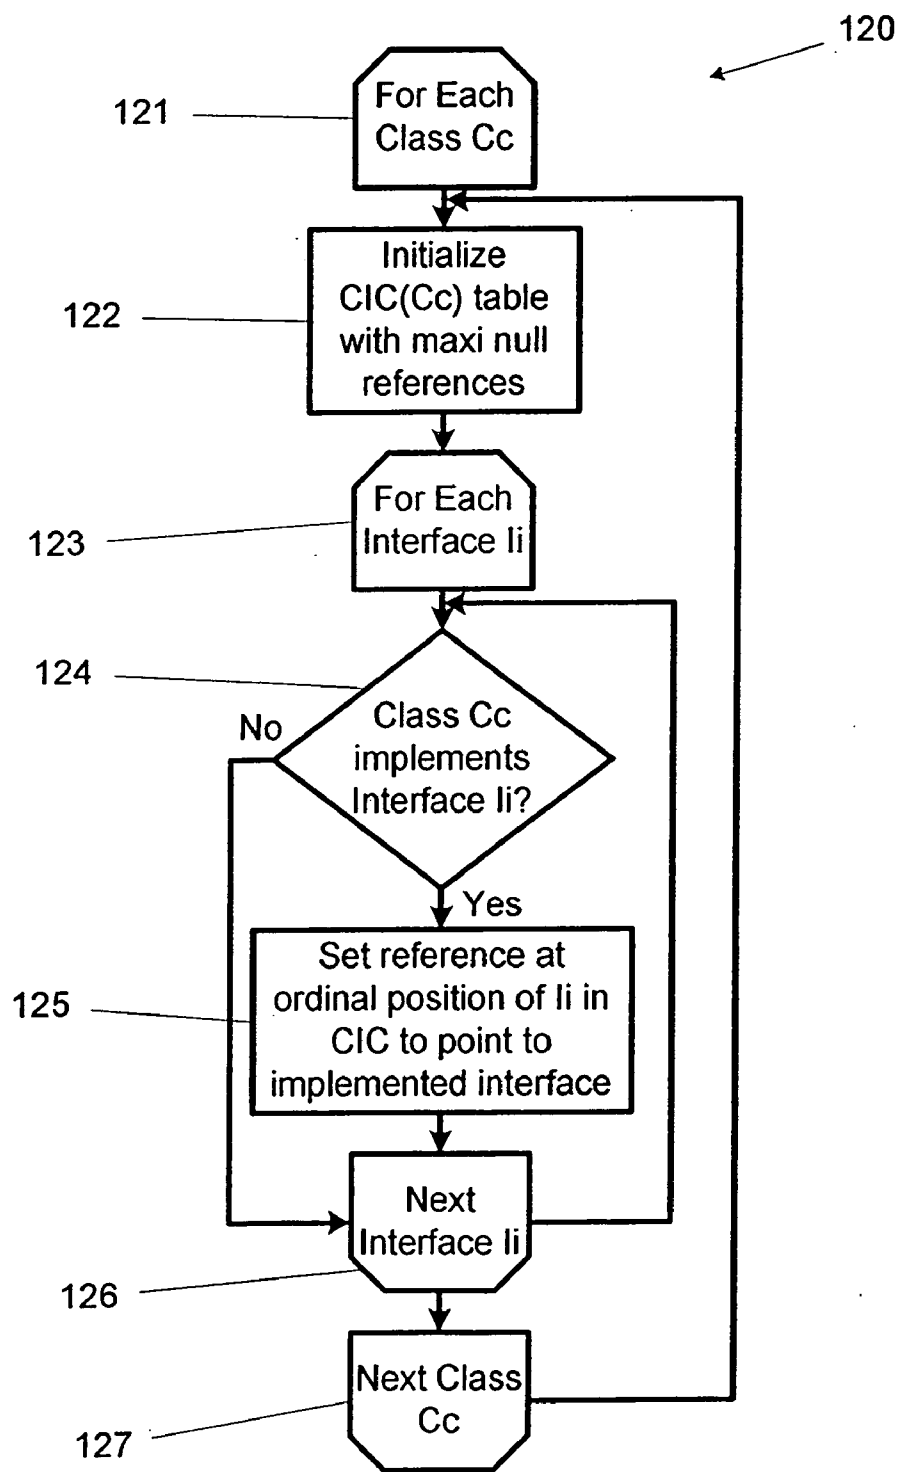 120
121
For Each
Class Cc
122
Initialize
CIC(Cc) table
with maxi null
references
123
For Each
Interface Ii
124
No
Class Cc
implements
Interface Ii?
Yes
125
Set reference at
ordinal position of Ii in
CIC to point to
implemented interface
Next
Interface Ii
126
Next Class
Cc
127